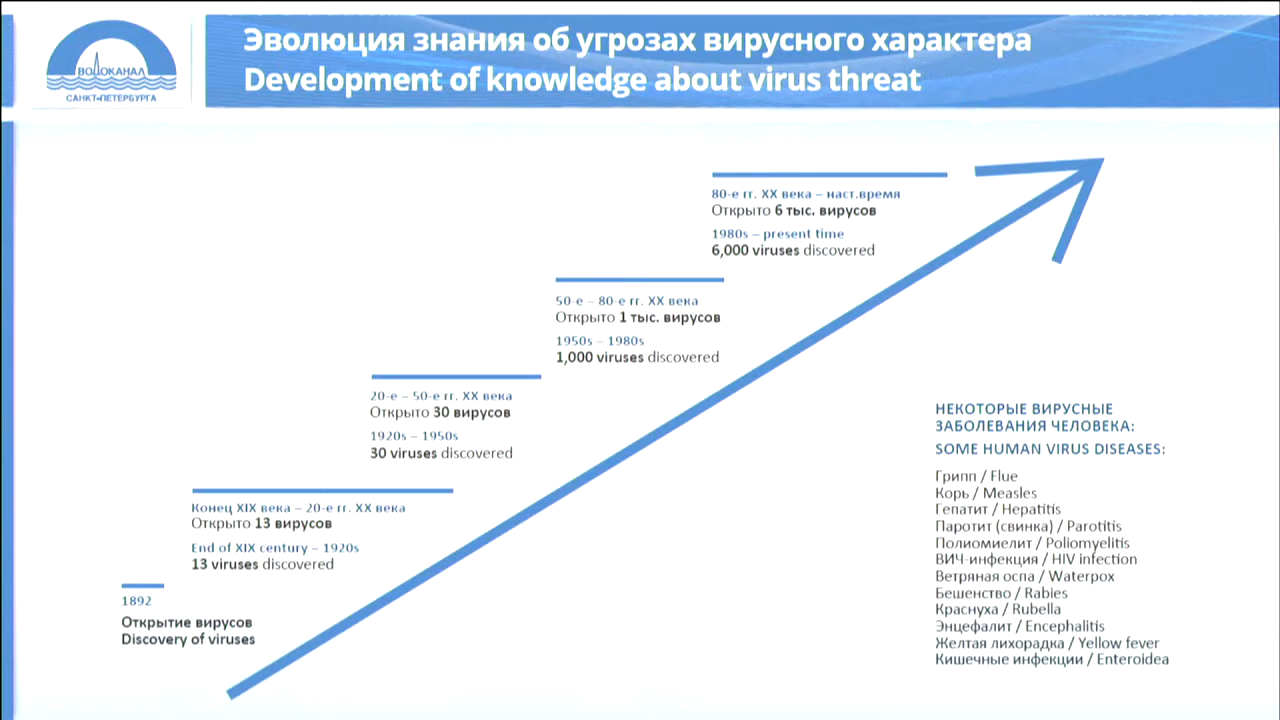 ВОДОКАНАЛ
САНКТ-ПЕТЕРБУРГА
Эволюция знания об угрозах вирусного характера
Development of knowledge about virus threat
80-е гг. XX века – наст.время
Открыто 6 тыс. вирусов
1980s – present time
6,000 viruses discovered
50-е – 80-е гг. XX века
Открыто 1 тыс. вирусов
1950s – 1980s
1,000 viruses discovered
20-е – 50-е гг. XX века
Открыто 30 вирусов
1920s – 1950s
30 viruses discovered
Конец XIX века – 20-е гг. XX века
Открыто 13 вирусов
End of XIX century – 1920s
13 viruses discovered
1892
Открытие вирусов
Discovery of viruses
НЕКОТОРЫЕ ВИРУСНЫЕ
ЗАБОЛЕВАНИЯ ЧЕЛОВЕКА:
SOME HUMAN VIRUS DISEASES:
Грипп / Flue
Корь / Measles
Гепатит / Hepatitis
Паротит (свинка) / Parotitis
Полиомиелит / Poliomyelitis
ВИЧ-инфекция / HIV infection
Ветряная оспа / Waterpox
Бешенство / Rabies
Краснуха / Rubella
Энцефалит / Encephalitis
Желтая лихорадка / Yellow fever
Кишечные инфекции / Enteroidea